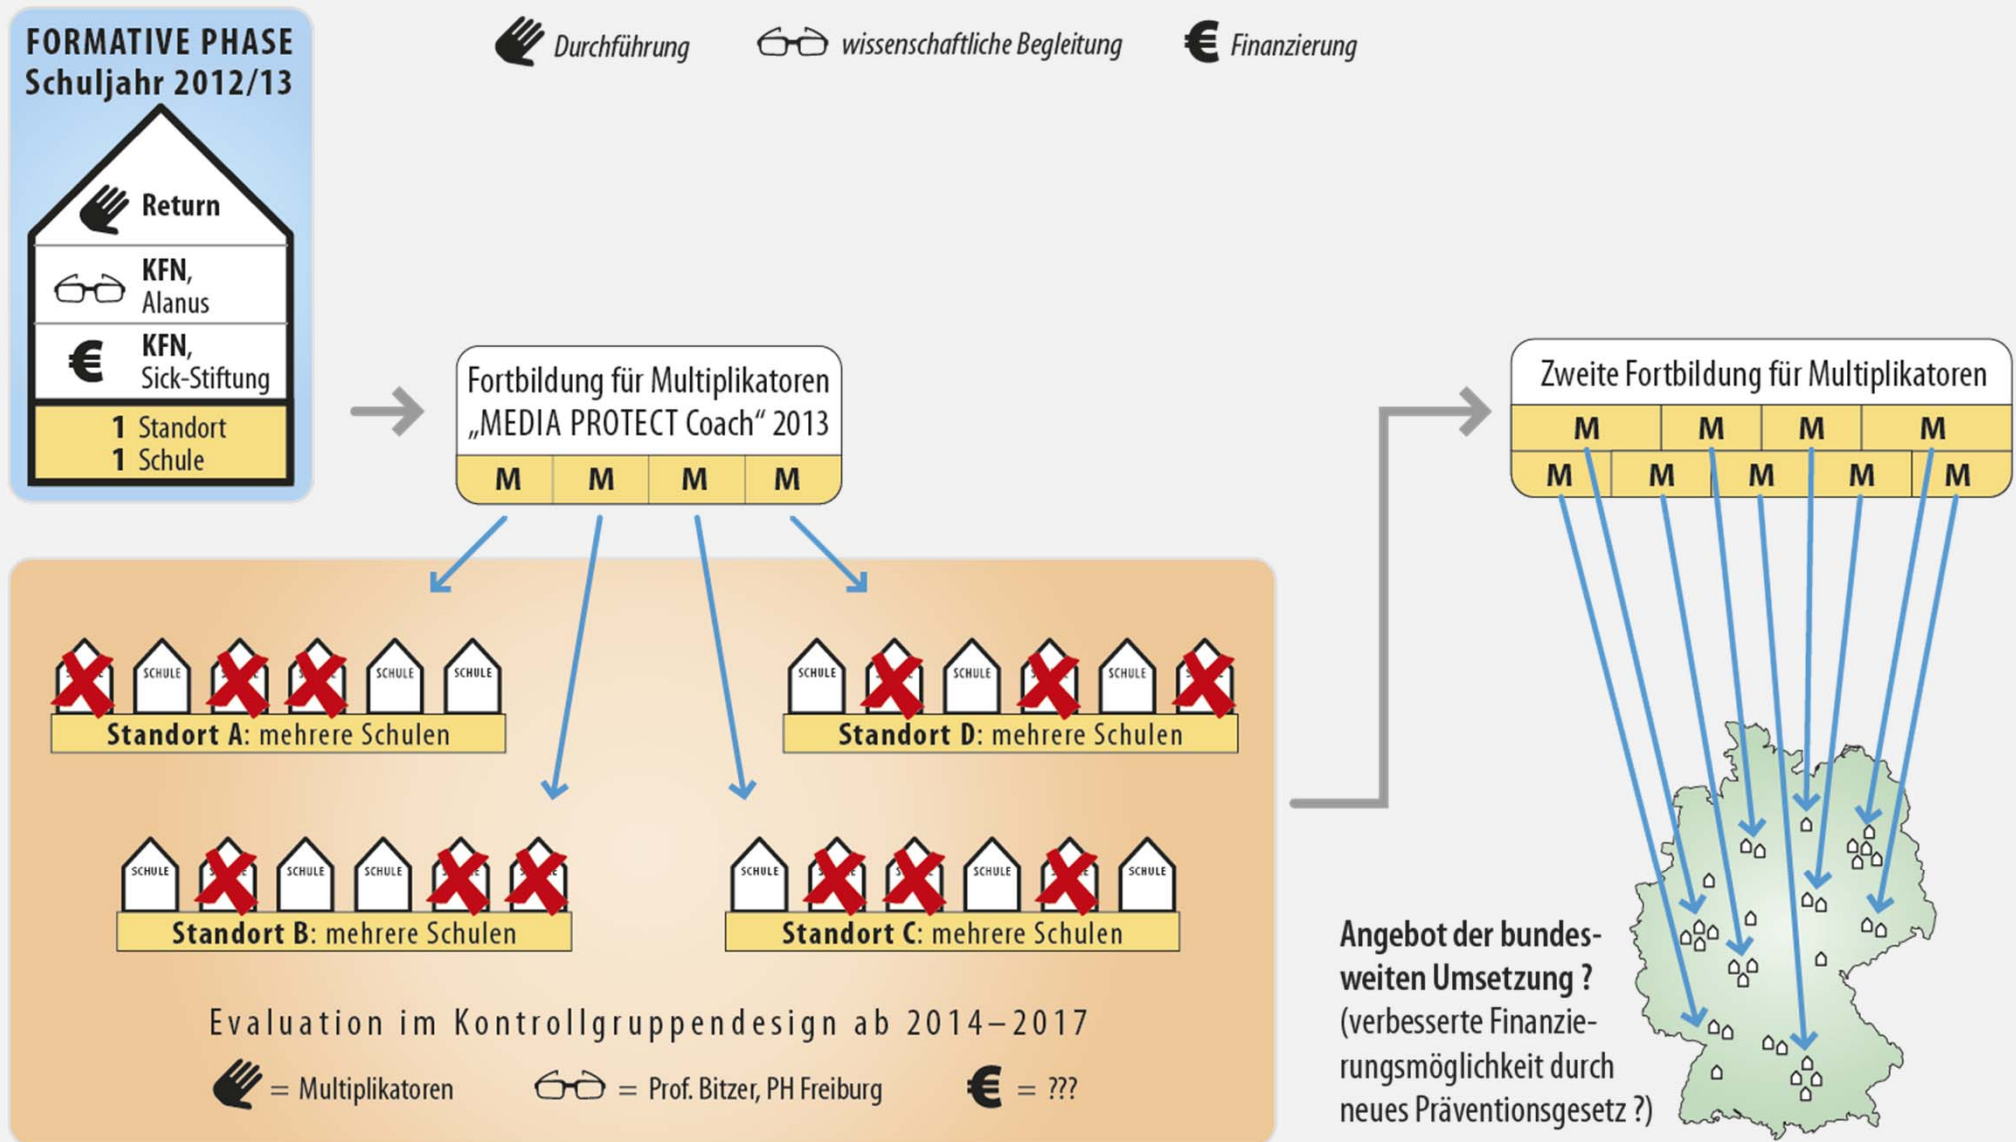 FORMATIVE PHASE
Schuljahr 2012/13
Durchführung
wissenschaftliche Begleitung
€ Finanzierung
Return
KFN,
Alanus
€ KFN,
Sick-Stiftung
1 Standort
1 Schule
Fortbildung für Multiplikatoren
„MEDIA PROTECT Coach“ 2013
M M M M
Zweite Fortbildung für Multiplikatoren
M M M M
M M M M M
SCHULE SCHULE SCHULE
Standort A: mehrere Schulen
SCHULE SCHULE SCHULE
Standort D: mehrere Schulen
SCHULE SCHULE SCHULE
Standort B: mehrere Schulen
SCHULE SCHULE SCHULE
Standort C: mehrere Schulen
Evaluation im Kontrollgruppendesign ab 2014–2017
= Multiplikatoren
= Prof. Bitzer, PH Freiburg
€ = ???
Angebot der bundes-
weiten Umsetzung ?
(verbesserte Finanzie-
rungsmöglichkeit durch
neues Präventionsgesetz ?)